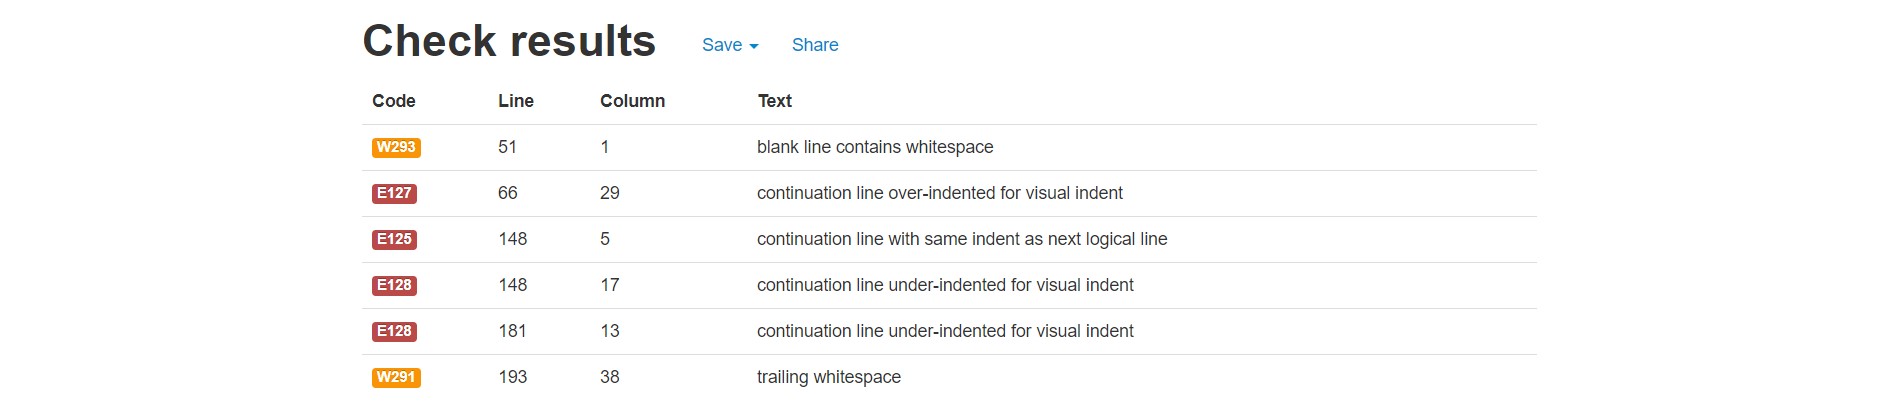 Check results Save Share
Code Line Column Text
W293 51 1 blank line contains whitespace
E127 66 29 continuation line over-indented for visual indent
E125 148 5 continuation line with same indent as next logical line
E128 148 17 continuation line under-indented for visual indent
E128 181 13 continuation line under-indented for visual indent
W291 193 38 trailing whitespace